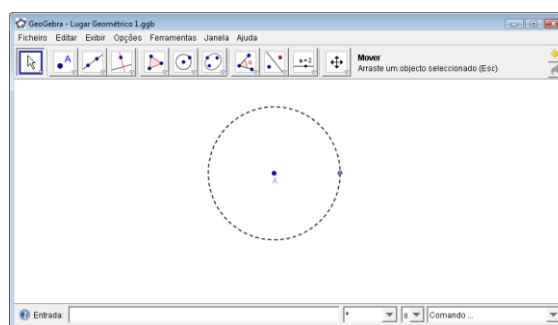 GeoGebra - Lugar Geométrico 1.ggb
Ficheiro Editar Exibir Opções Ferramentas Janela Ajuda
A
a=2
Mover
Arraste um objecto seleccionado (Esc)
A
Entrada:
°
α
Comando ...